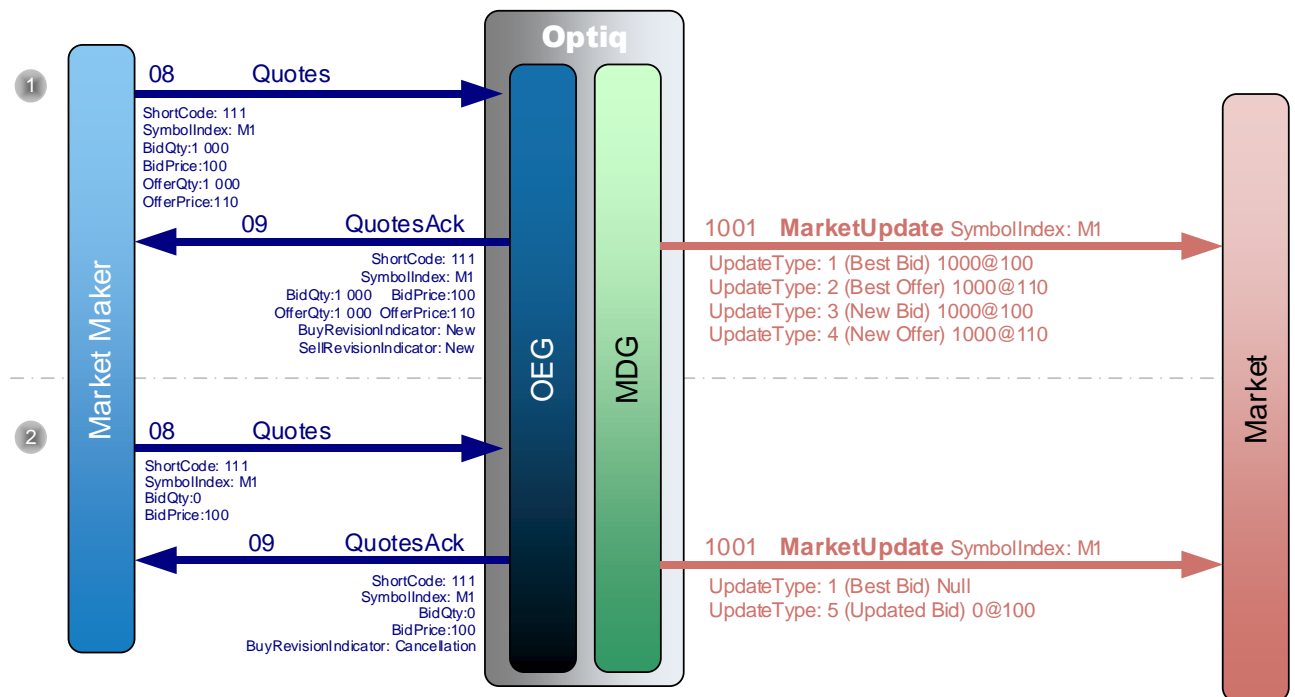 Optiq
1
08 Quotes
ShortCode: 111
SymbolIndex: M1
BidQty:1 000
BidPrice:100
OfferQty:1 000
OfferPrice:110
09 QuotesAck
ShortCode: 111
SymbolIndex: M1
BidQty:1 000 BidPrice:100
OfferQty:1 000 OfferPrice:110
BuyRevisionIndicator: New
SellRevisionIndicator: New
1001 MarketUpdate SymbolIndex: M1
UpdateType: 1 (Best Bid) 1000@100
UpdateType: 2 (Best Offer) 1000@110
UpdateType: 3 (New Bid) 1000@100
UpdateType: 4 (New Offer) 1000@110
Market Maker
OEG
MDG
Market
2
08 Quotes
ShortCode: 111
SymbolIndex: M1
BidQty:0
BidPrice:100
09 QuotesAck
ShortCode: 111
SymbolIndex: M1
BidQty:0
BidPrice:100
BuyRevisionIndicator: Cancellation
1001 MarketUpdate SymbolIndex: M1
UpdateType: 1 (Best Bid) Null
UpdateType: 5 (Updated Bid) 0@100